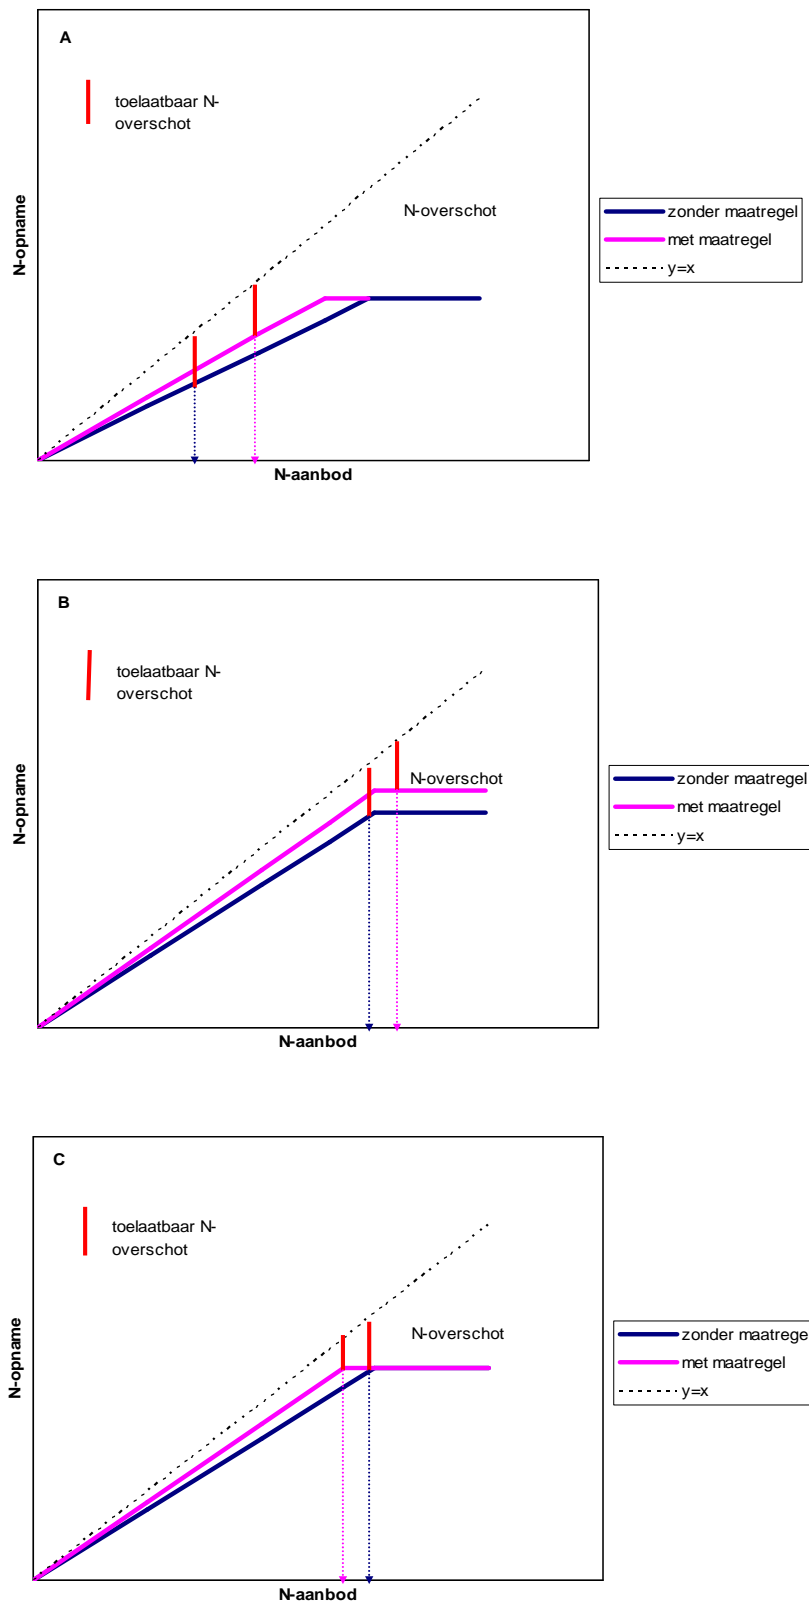 A
toelaatbaar N-
overschot
N-overschot
N-opname
N-aanbod
zonder maatregel
met maatregel
y=x
B
toelaatbaar N-
overschot
N-overschot
N-opname
N-aanbod
zonder maatregel
met maatregel
y=x
C
toelaatbaar N-
overschot
N-overschot
N-opname
N-aanbod
zonder maatrege
met maatregel
y=x